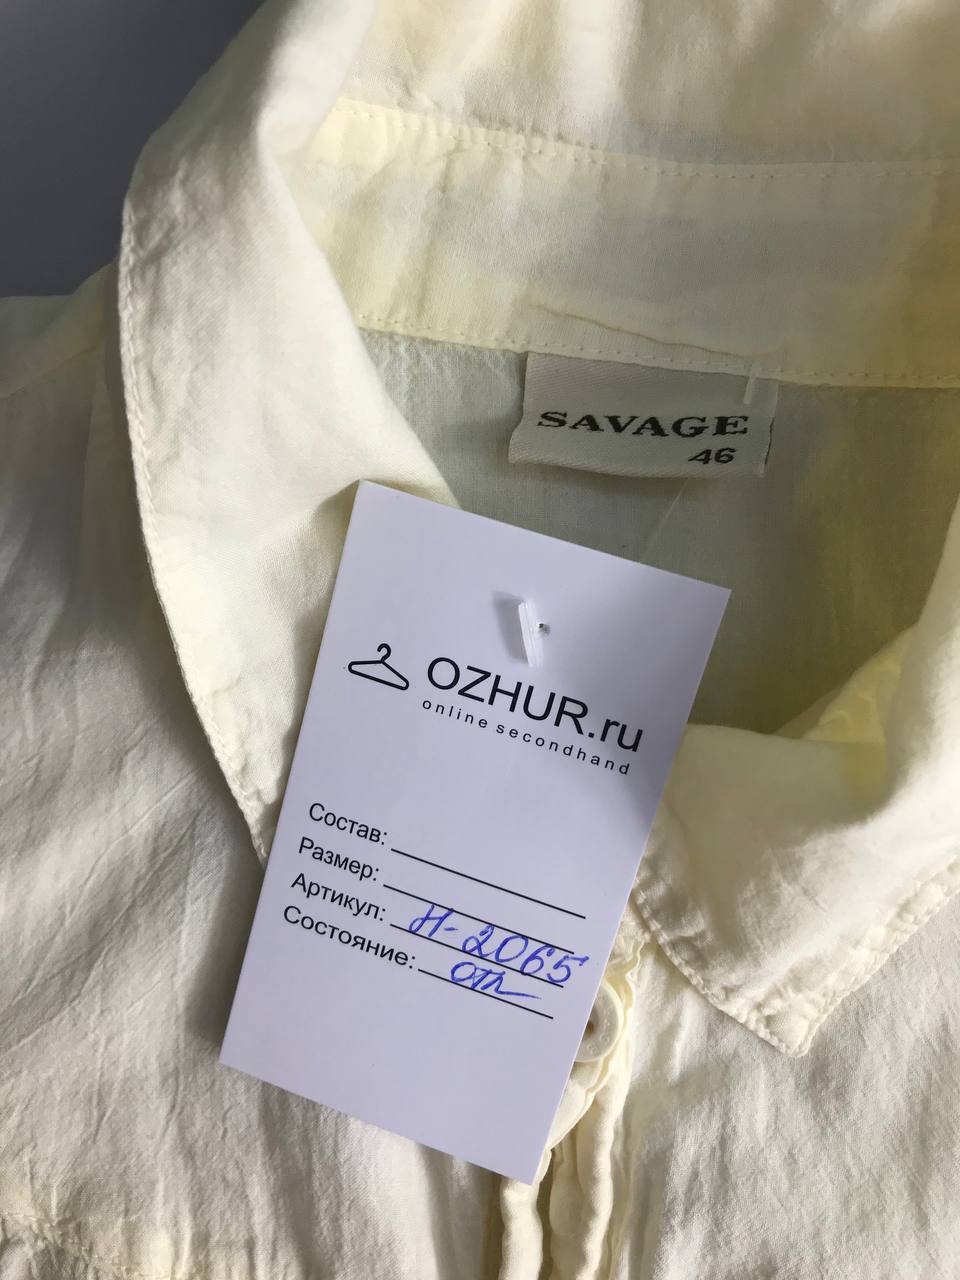 SAVAGE
46
OZHUR.ru
online secondhand
Состав:
Размер:
Артикул: Н-2065
Состояние: отл